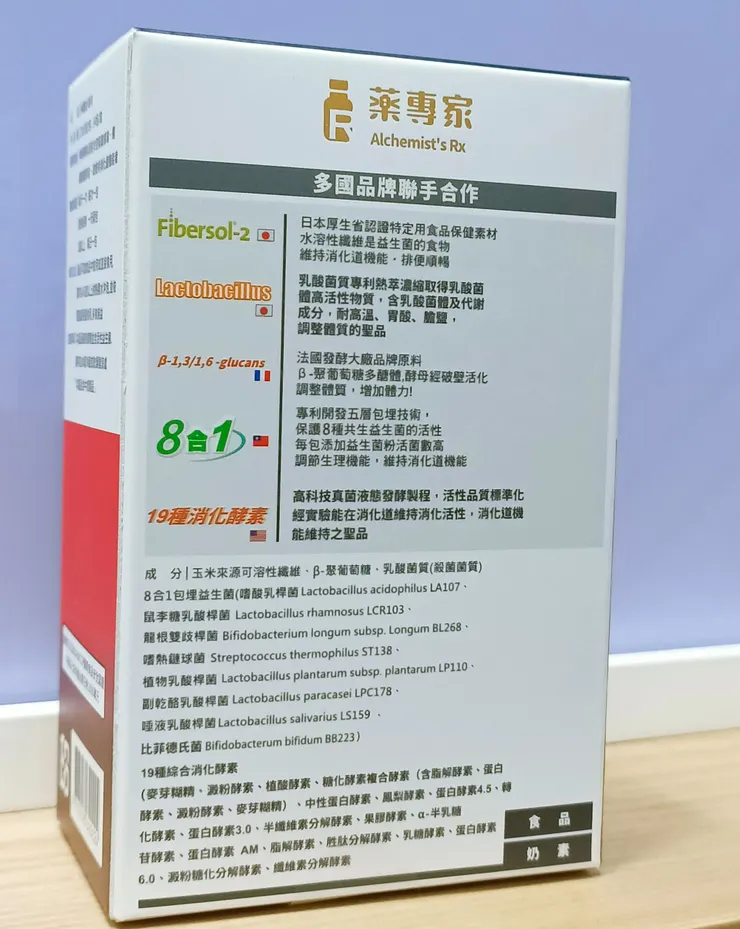 藥專家
Alchemist's Rx
多國品牌聯手合作
Fibersol®-2
日本厚生省認證特定用食品保健素材
水溶性纖維是益生菌的食物
維持消化道機能,排便順暢
Lactobacillus
乳酸菌質專利熱萃濃縮取得乳酸菌
體高活性物質,含乳酸菌體及代謝
成分,耐高溫、胃酸、膽鹽,
調整體質的聖品
β-1,3/1,6-glucans
法國發酵大廠品牌原料
β-聚葡萄糖多醣體,酵母經破壁活化
調整體質,增加體力!
8合1
專利開發五層包埋技術,
保護8種共生益生菌的活性
每包添加益生菌粉活菌數高
調節生理機能,維持消化道機能
19種消化酵素
高科技真菌液態發酵製程,活性品質標準化
經實驗能在消化道維持消化活性,消化道機
能維持之聖品
成 分|玉米來源可溶性纖維、β-聚葡萄糖、乳酸菌質(殺菌菌質)
8合1包埋益生菌(嗜酸乳桿菌 Lactobacillus acidophilus LA107、
鼠李糖乳酸桿菌 Lactobacillus rhamnosus LCR103、
龍根雙歧桿菌 Bifidobacterium longum subsp. Longum BL268、
嗜熱鏈球菌 Streptococcus thermophilus ST138、
植物乳酸桿菌 Lactobacillus plantarum subsp. plantarum LP110、
副乾酪乳酸桿菌 Lactobacillus paracasei LPC178、
唾液乳酸桿菌 Lactobacillus salivarius LS159 、
比菲德氏菌 Bifidobacterum bifidum BB223)
19種綜合消化酵素
(麥芽糊精、澱粉酵素、植酸酵素、糖化酵素複合酵素(含脂解酵素、蛋白
酵素、澱粉酵素、麥芽糊精)、中性蛋白酵素、鳳梨酵素、蛋白酵素4.5、轉
化酵素、蛋白酵素3.0、半纖維素分解酵素、果膠酵素、α-半乳糖
苷酵素、蛋白酵素 AM、脂解酵素、胜肽分解酵素、乳糖酵素、蛋白酵素
6.0、澱粉糖化分解酵素、纖維素分解酵素
食 品
奶 素